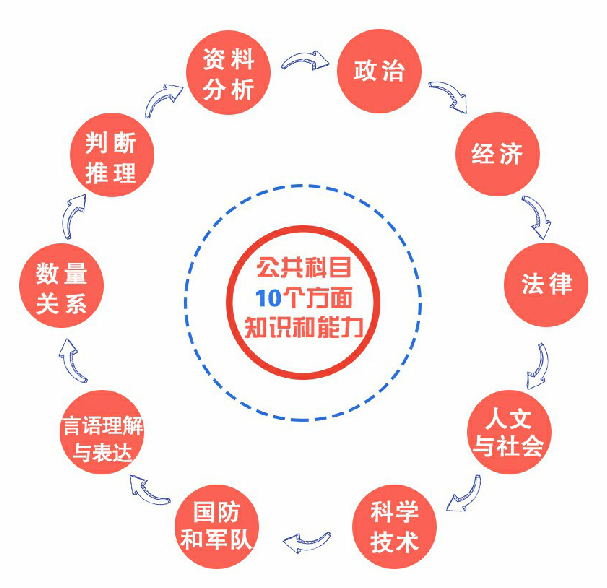 公共科目
10个方面
知识和能力
政治
经济
法律
人文
与社会
科学
技术
国防
和军队
言语理解
与表达
数量
关系
判断
推理
资料
分析